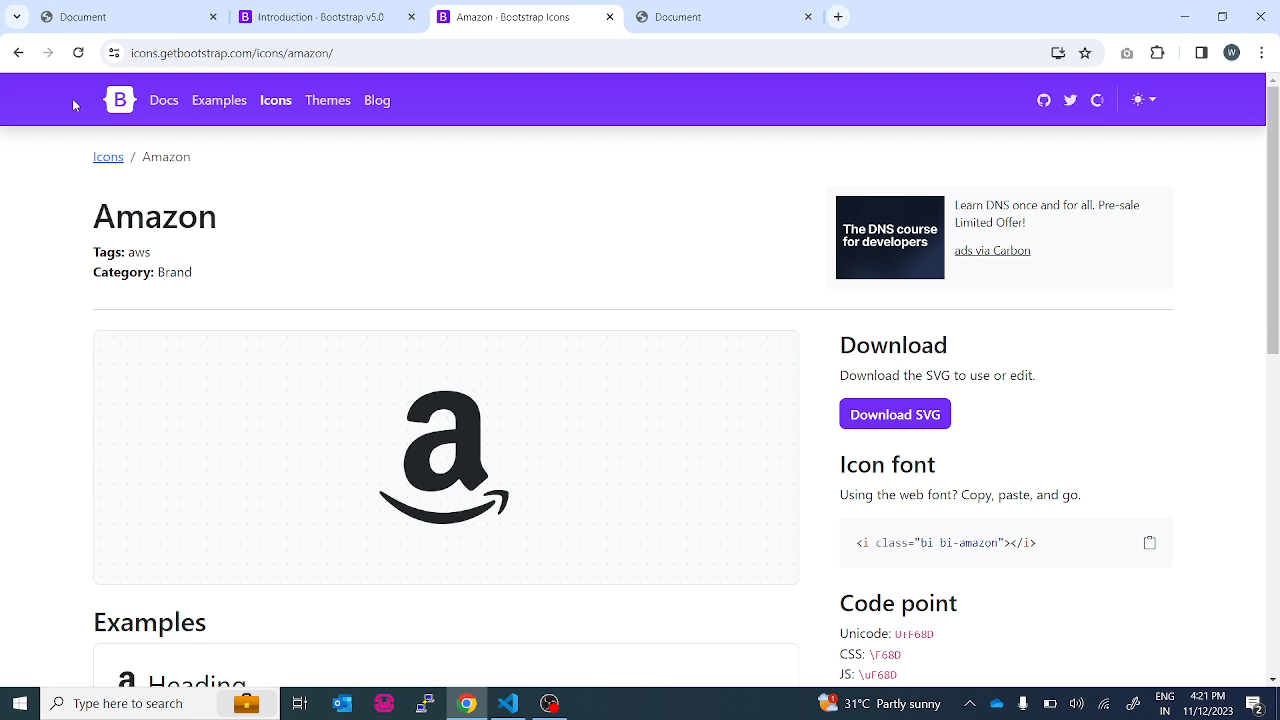 Document
Introduction · Bootstrap v5.0
Amazon · Bootstrap Icons
Document
icons.getbootstrap.com/icons/amazon/
W
B Docs Examples Icons Themes Blog
Icons / Amazon
Amazon
Tags: aws
Category: Brand
The DNS course
for developers
Learn DNS once and for all. Pre-sale
Limited Offer!
ads via Carbon
Download
Download the SVG to use or edit.
Download SVG
Icon font
Using the web font? Copy, paste, and go.
<i class="bi bi-amazon"></i>
Code point
Unicode: U+F68D
CSS: \F68D
JS: \uF68D
a
Examples
a Heading
Type here to search
1
31°C Partly sunny
ENG
IN
4:21 PM
11/12/2023
2